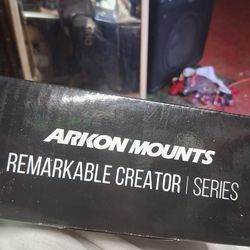 ARKON MOUNTS
REMARKABLE CREATOR | SERIES